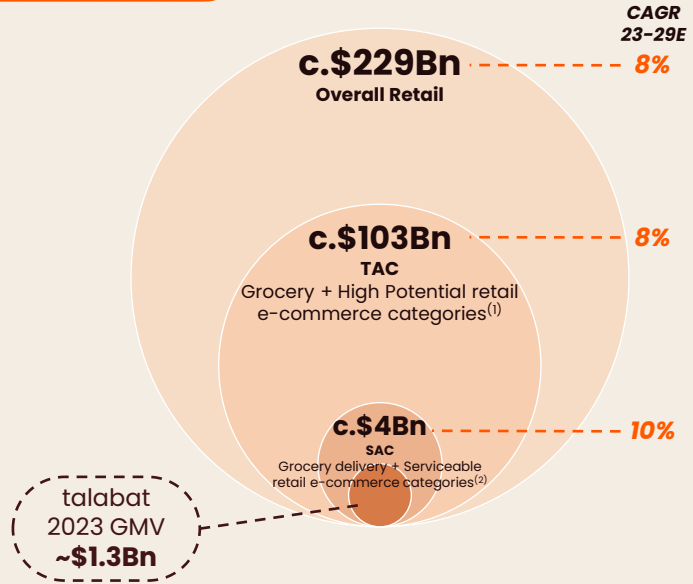 CAGR
23-29E
c.$229Bn
8%
Overall Retail
c.$103Bn
8%
TAC
Grocery + High Potential retail
e-commerce categories(1)
c.$4Bn
10%
SAC
Grocery delivery + Serviceable
retail e-commerce categories(2)
talabat
2023 GMV
~$1.3Bn